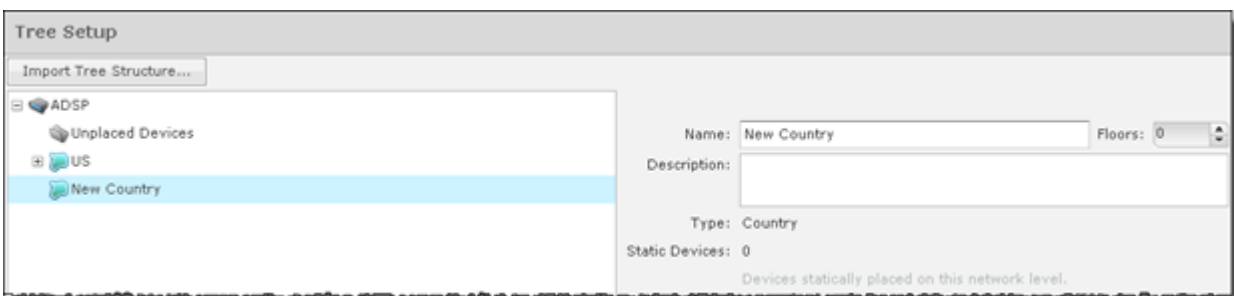 Tree Setup
Import Tree Structure...
ADSP
Unplaced Devices
US
New Country
Name: New Country Floors: 0
Description:
Type: Country
Static Devices: 0
Devices statically placed on this network level.